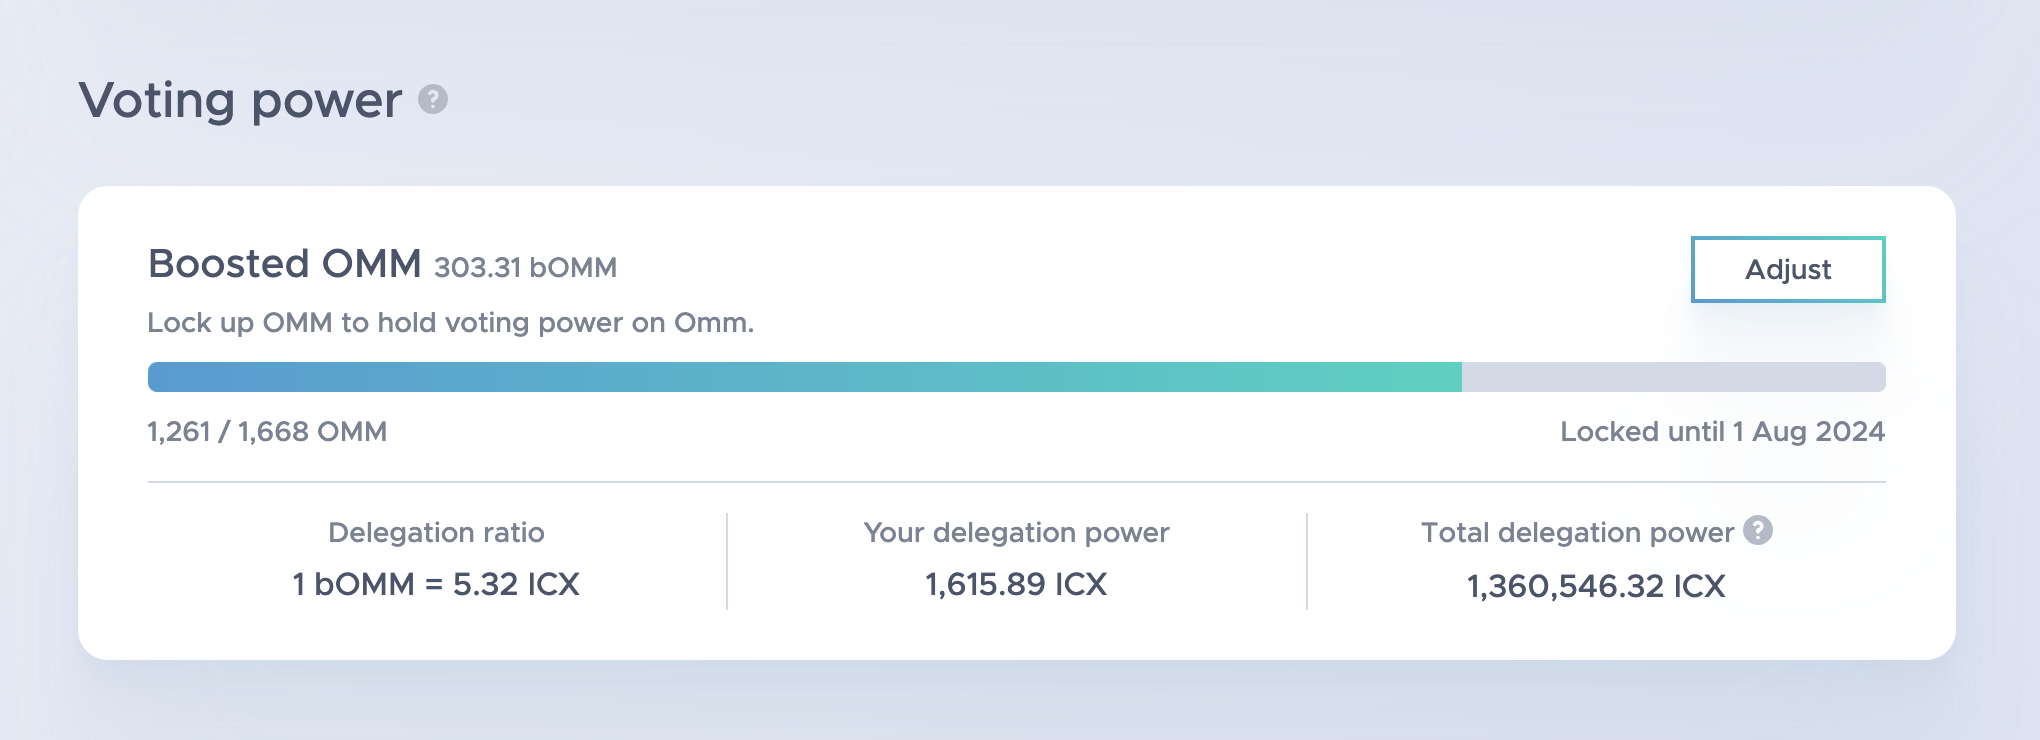 Voting power ?
Boosted OMM 303.31 bOMM
Adjust
Lock up OMM to hold voting power on Omm.
1,261 / 1,668 OMM
Locked until 1 Aug 2024
Delegation ratio
1 bOMM = 5.32 ICX
Your delegation power
1,615.89 ICX
Total delegation power ?
1,360,546.32 ICX